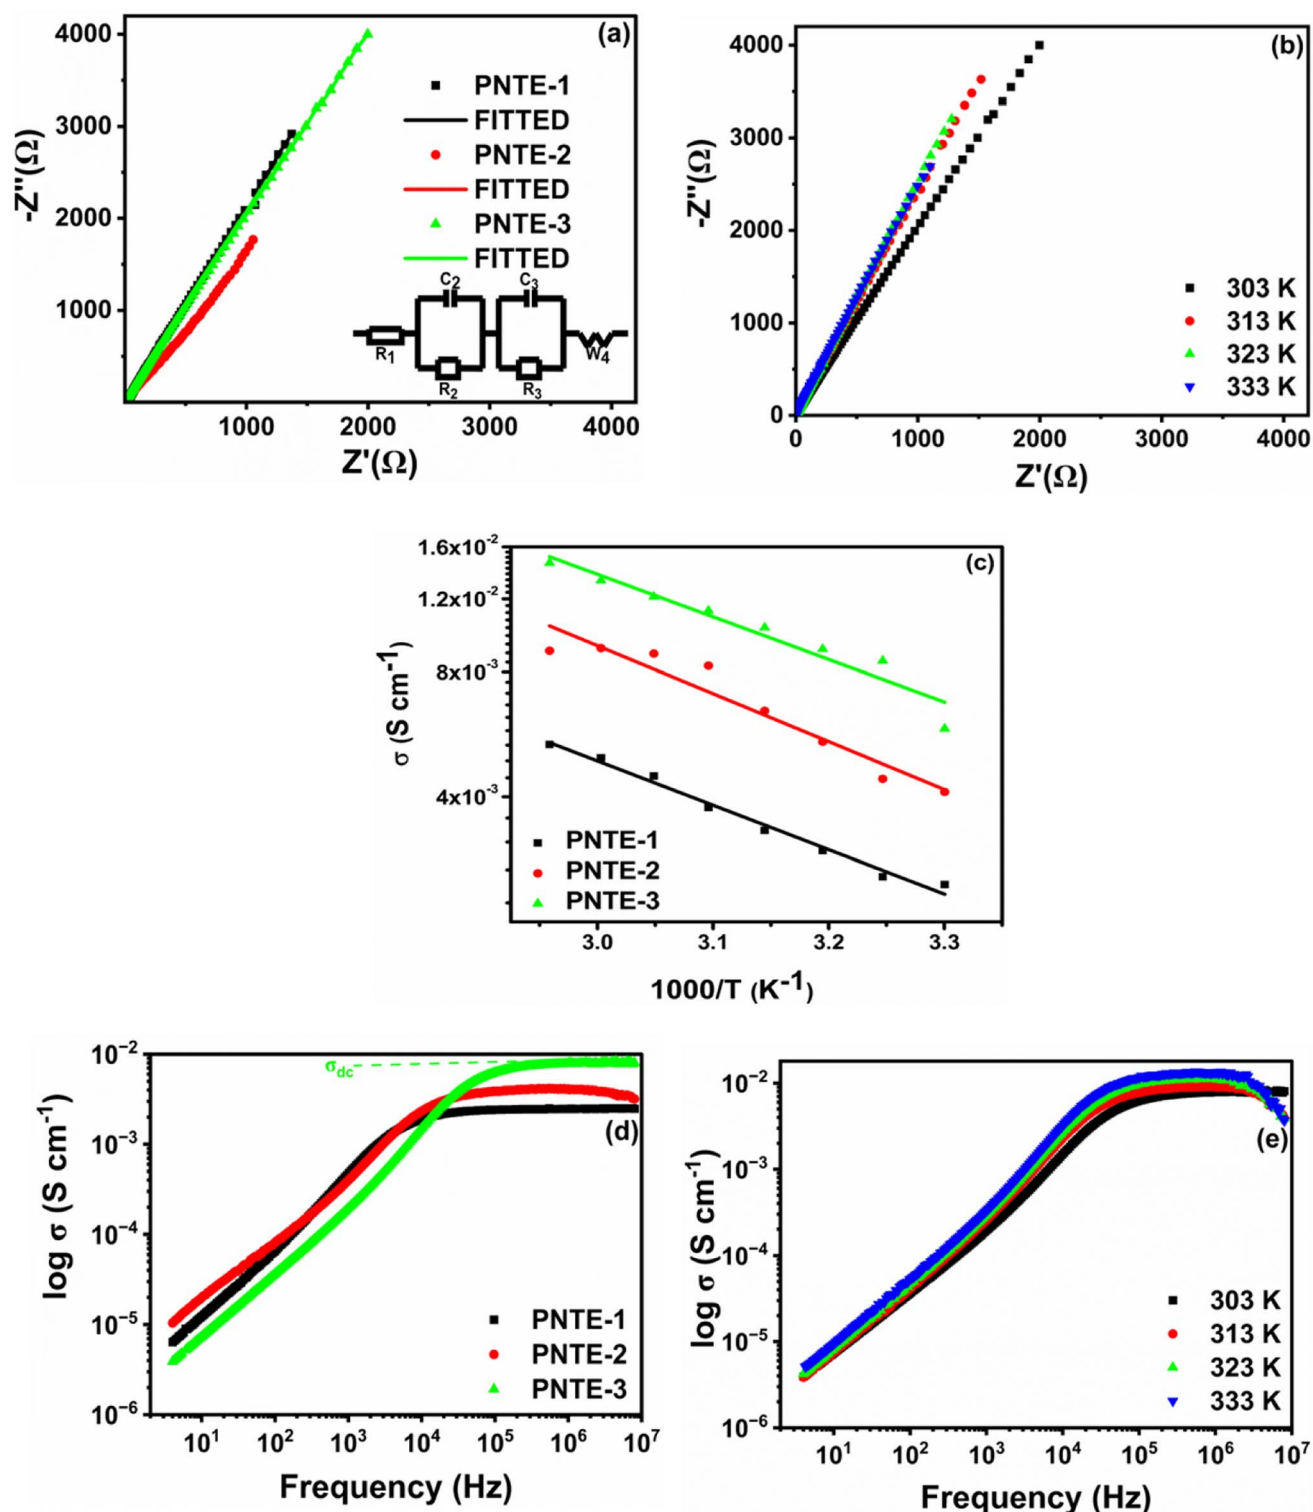 (a)
4000
3000
2000
1000
-Z''(Ω)
PNTE-1
FITTED
PNTE-2
FITTED
PNTE-3
FITTED
C2
C3
R1
R2
R3
W4
1000 2000 3000 4000
Z'(Ω)
(b)
4000
3000
2000
1000
0
-Z''(Ω)
303 K
313 K
323 K
333 K
0 1000 2000 3000 4000
Z'(Ω)
(c)
1.6x10⁻²
1.2x10⁻²
8x10⁻³
4x10⁻³
σ (S cm⁻¹)
PNTE-1
PNTE-2
PNTE-3
3.0 3.1 3.2 3.3
1000/T (K⁻¹)
10⁻²
10⁻³
10⁻⁴
10⁻⁵
10⁻⁶
log σ (S cm⁻¹)
σdc
(d)
PNTE-1
PNTE-2
PNTE-3
10¹ 10² 10³ 10⁴ 10⁵ 10⁶ 10⁷
Frequency (Hz)
10⁻²
10⁻³
10⁻⁴
10⁻⁵
10⁻⁶
log σ (S cm⁻¹)
(e)
303 K
313 K
323 K
333 K
10¹ 10² 10³ 10⁴ 10⁵ 10⁶ 10⁷
Frequency (Hz)